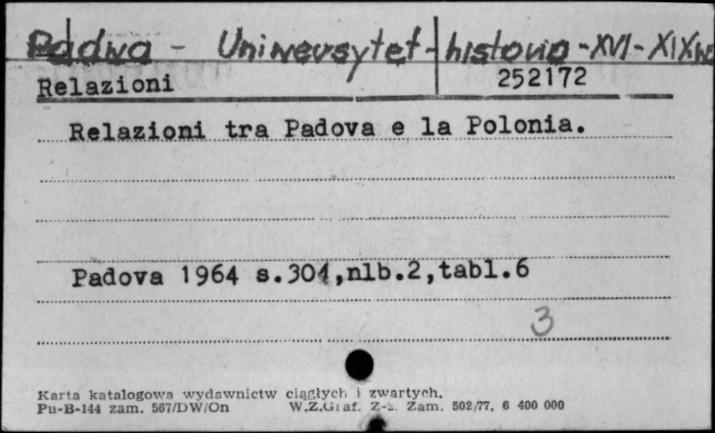 Padwa - Uniwersytet - historia - XVI - XIX w
Relazioni 252172
Relazioni tra Padova e la Polonia.
Padova 1964 s.304,nlb.2,tabl.6
3
Karta katalogowa wydawnictw ciągłych i zwartych.
Pu-B-144 zam. 567/DW/On W.Z.Graf. Z-z. Zam. 502/77. 6 400 000